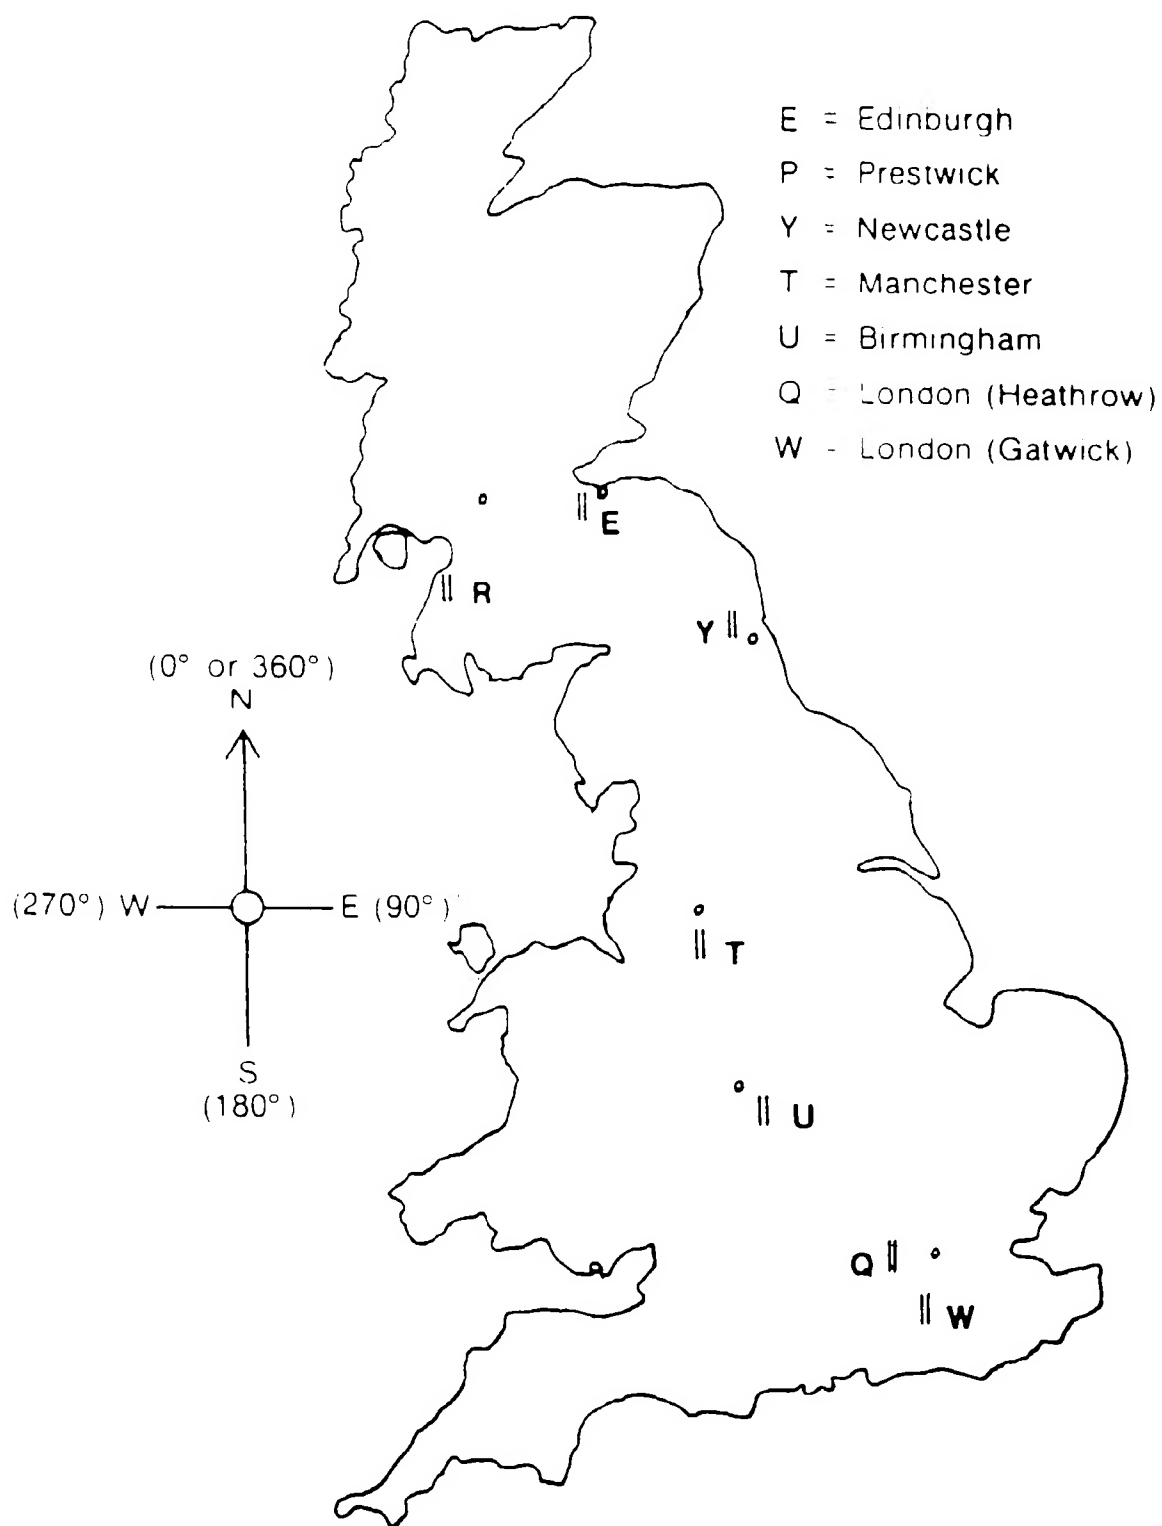 E = Edinburgh
P = Prestwick
Y = Newcastle
T = Manchester
U = Birmingham
Q = London (Heathrow)
W - London (Gatwick)
E
R
Y
(0° or 360°)
N
(270°) W
E (90°)
T
S
(180°)
U
Q
W